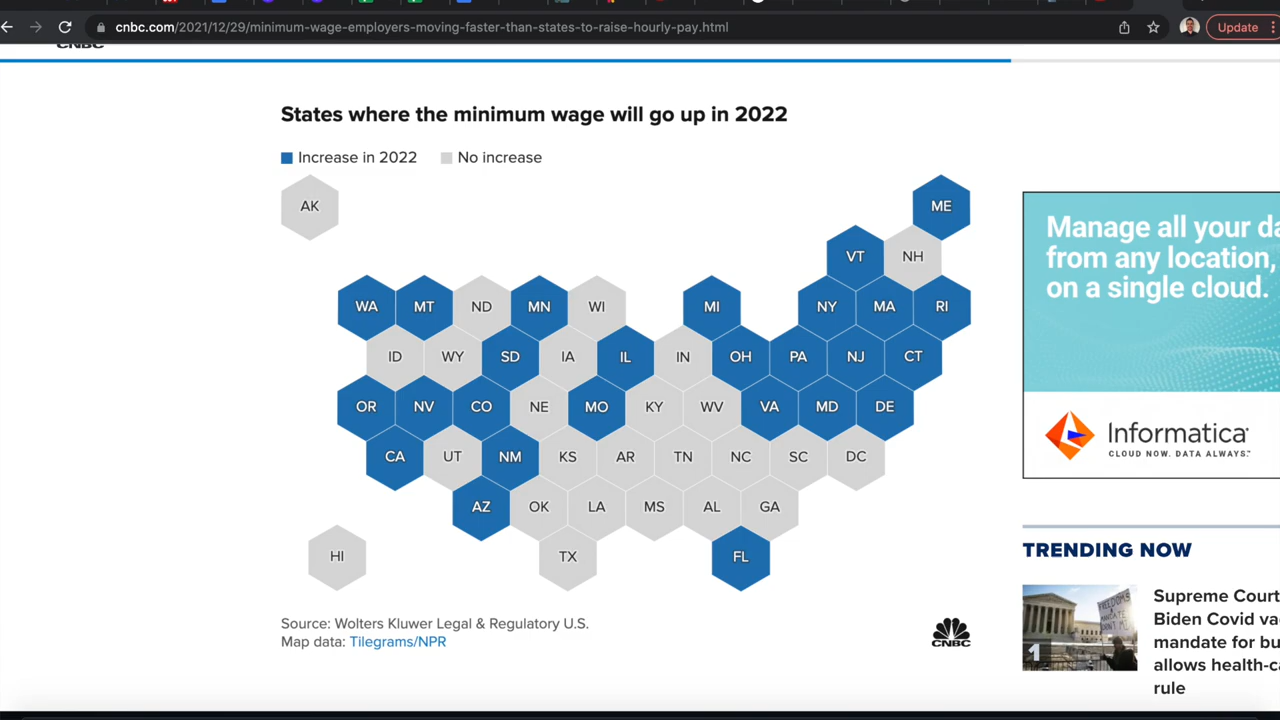 cnbc.com/2021/12/29/minimum-wage-employers-moving-faster-than-states-to-raise-hourly-pay.html
Update
CNBC
States where the minimum wage will go up in 2022
Increase in 2022
No increase
AK
ME
VT
NH
WA
MT
ND
MN
WI
MI
NY
MA
RI
ID
WY
SD
IA
IL
IN
OH
PA
NJ
CT
OR
NV
CO
NE
MO
KY
WV
VA
MD
DE
CA
UT
NM
KS
AR
TN
NC
SC
DC
AZ
OK
LA
MS
AL
GA
HI
TX
FL
Source: Wolters Kluwer Legal & Regulatory U.S.
Map data: Tilegrams/NPR
CNBC
Manage all your da
from any location,
on a single cloud.
Informatica
CLOUD NOW. DATA ALWAYS.™
TRENDING NOW
1
Supreme Court
Biden Covid va
mandate for bu
allows health-ca
rule